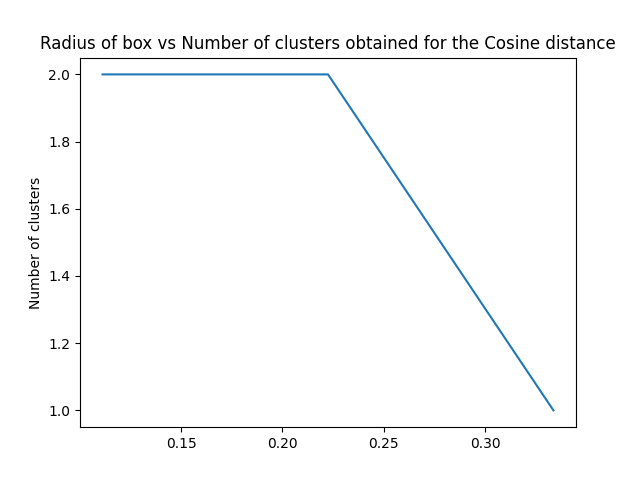 Radius of box vs Number of clusters obtained for the Cosine distance
Number of clusters
2.0
1.8
1.6
1.4
1.2
1.0
0.15 0.20 0.25 0.30